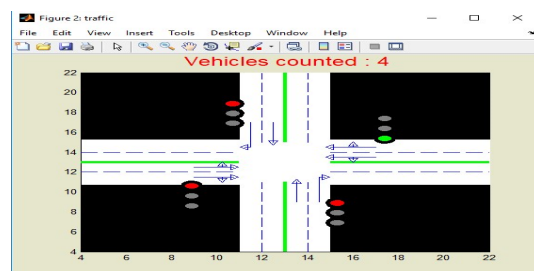 Figure 2: traffic
File Edit View Insert Tools Desktop Window Help
Vehicles counted : 4
22
20
18
16
14
12
10
8
6
4
4 6 8 10 12 14 16 18 20 22